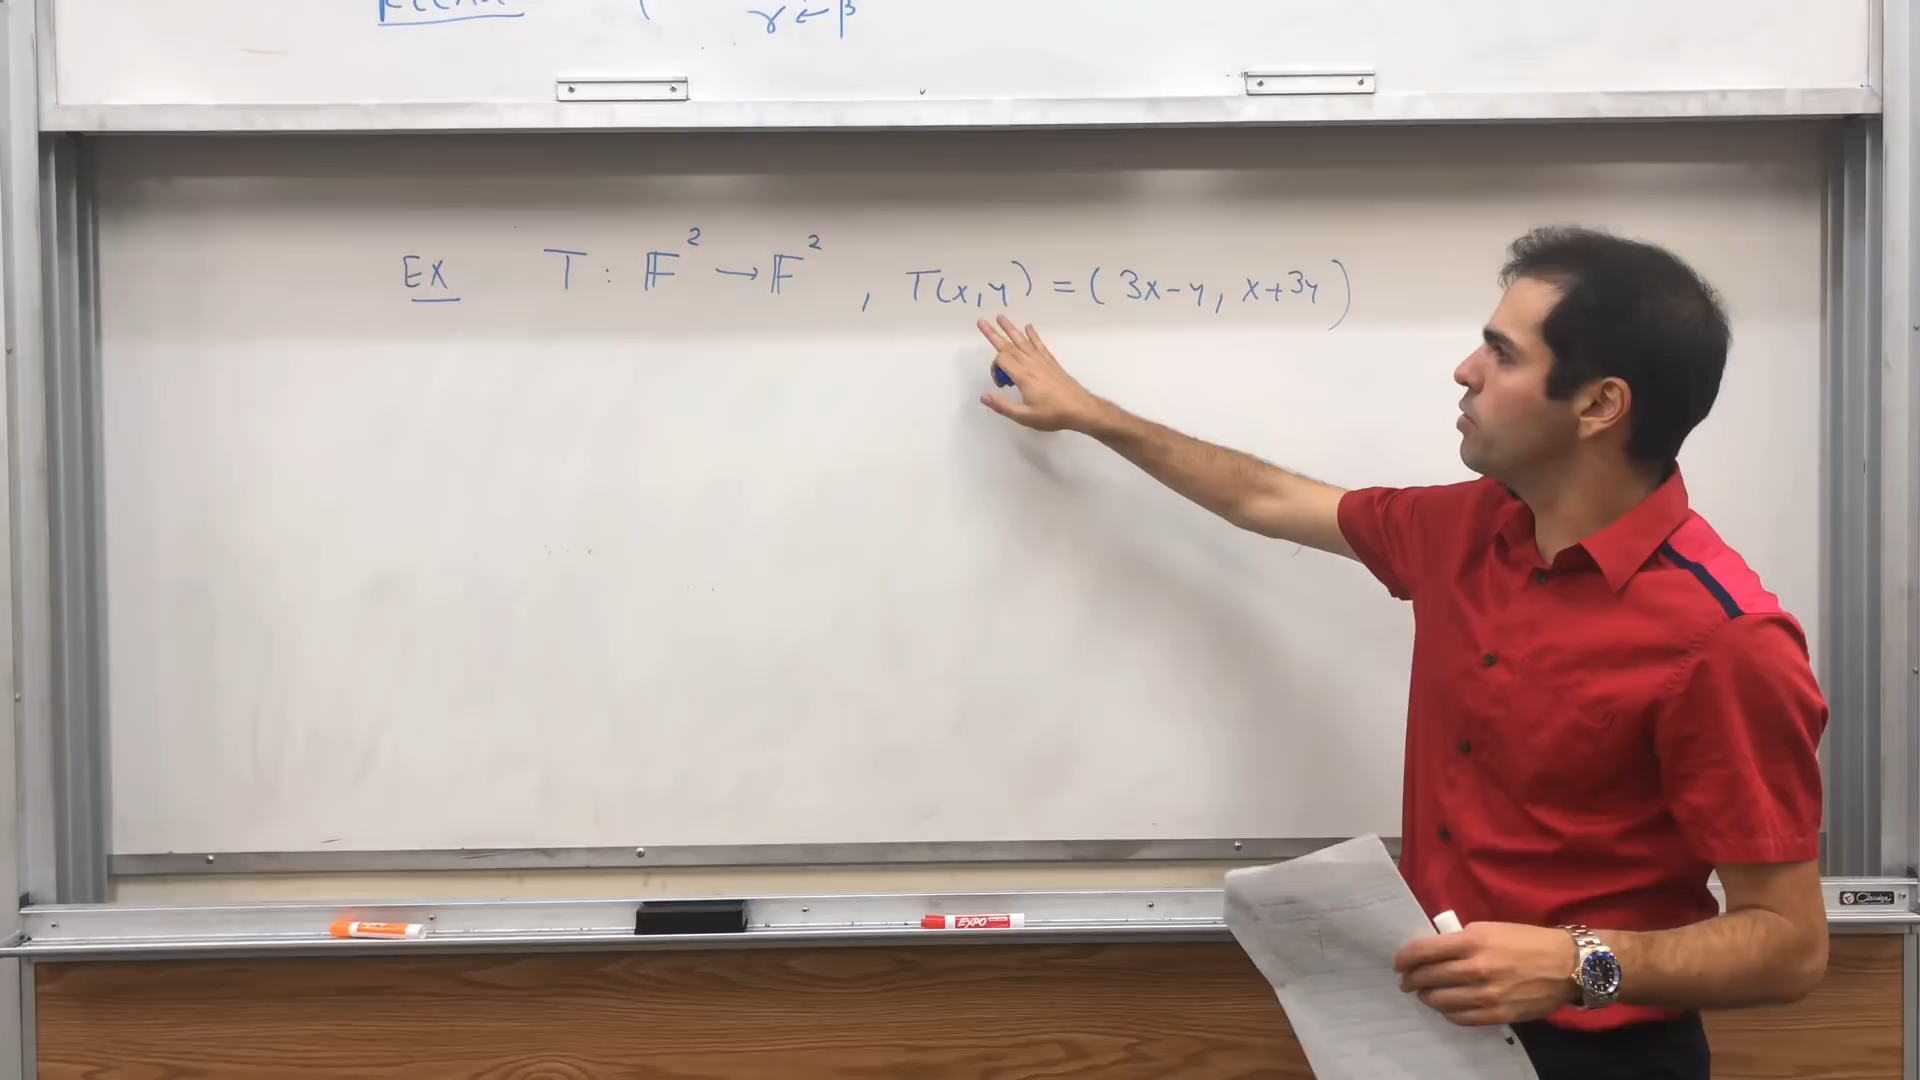 γ ← β
EX T : 𝔽² → 𝔽² , T(x,y) = ( 3x-y, x+3y )
EXPO